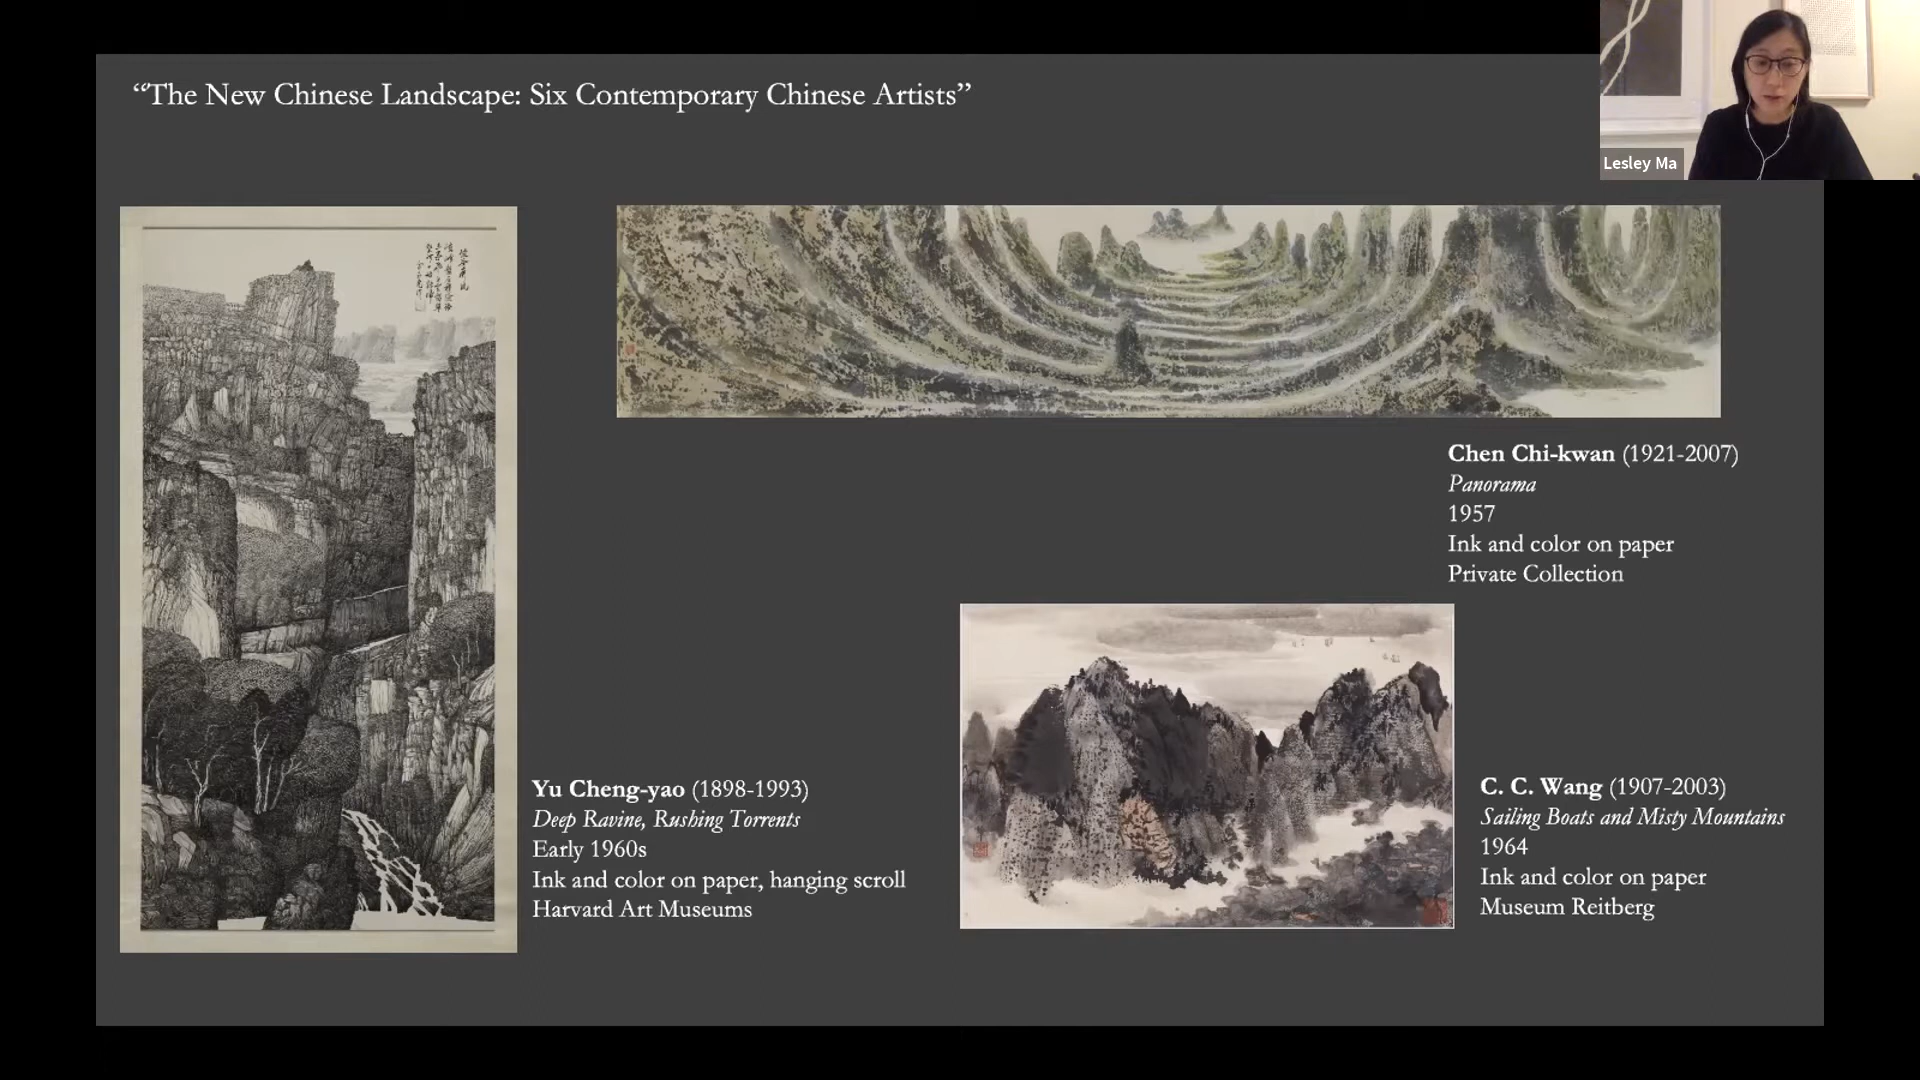 “The New Chinese Landscape: Six Contemporary Chinese Artists”
Lesley Ma
Chen Chi-kwan (1921-2007)
Panorama
1957
Ink and color on paper
Private Collection
Yu Cheng-yao (1898-1993)
Deep Ravine, Rushing Torrents
Early 1960s
Ink and color on paper, hanging scroll
Harvard Art Museums
C. C. Wang (1907-2003)
Sailing Boats and Misty Mountains
1964
Ink and color on paper
Museum Reitberg